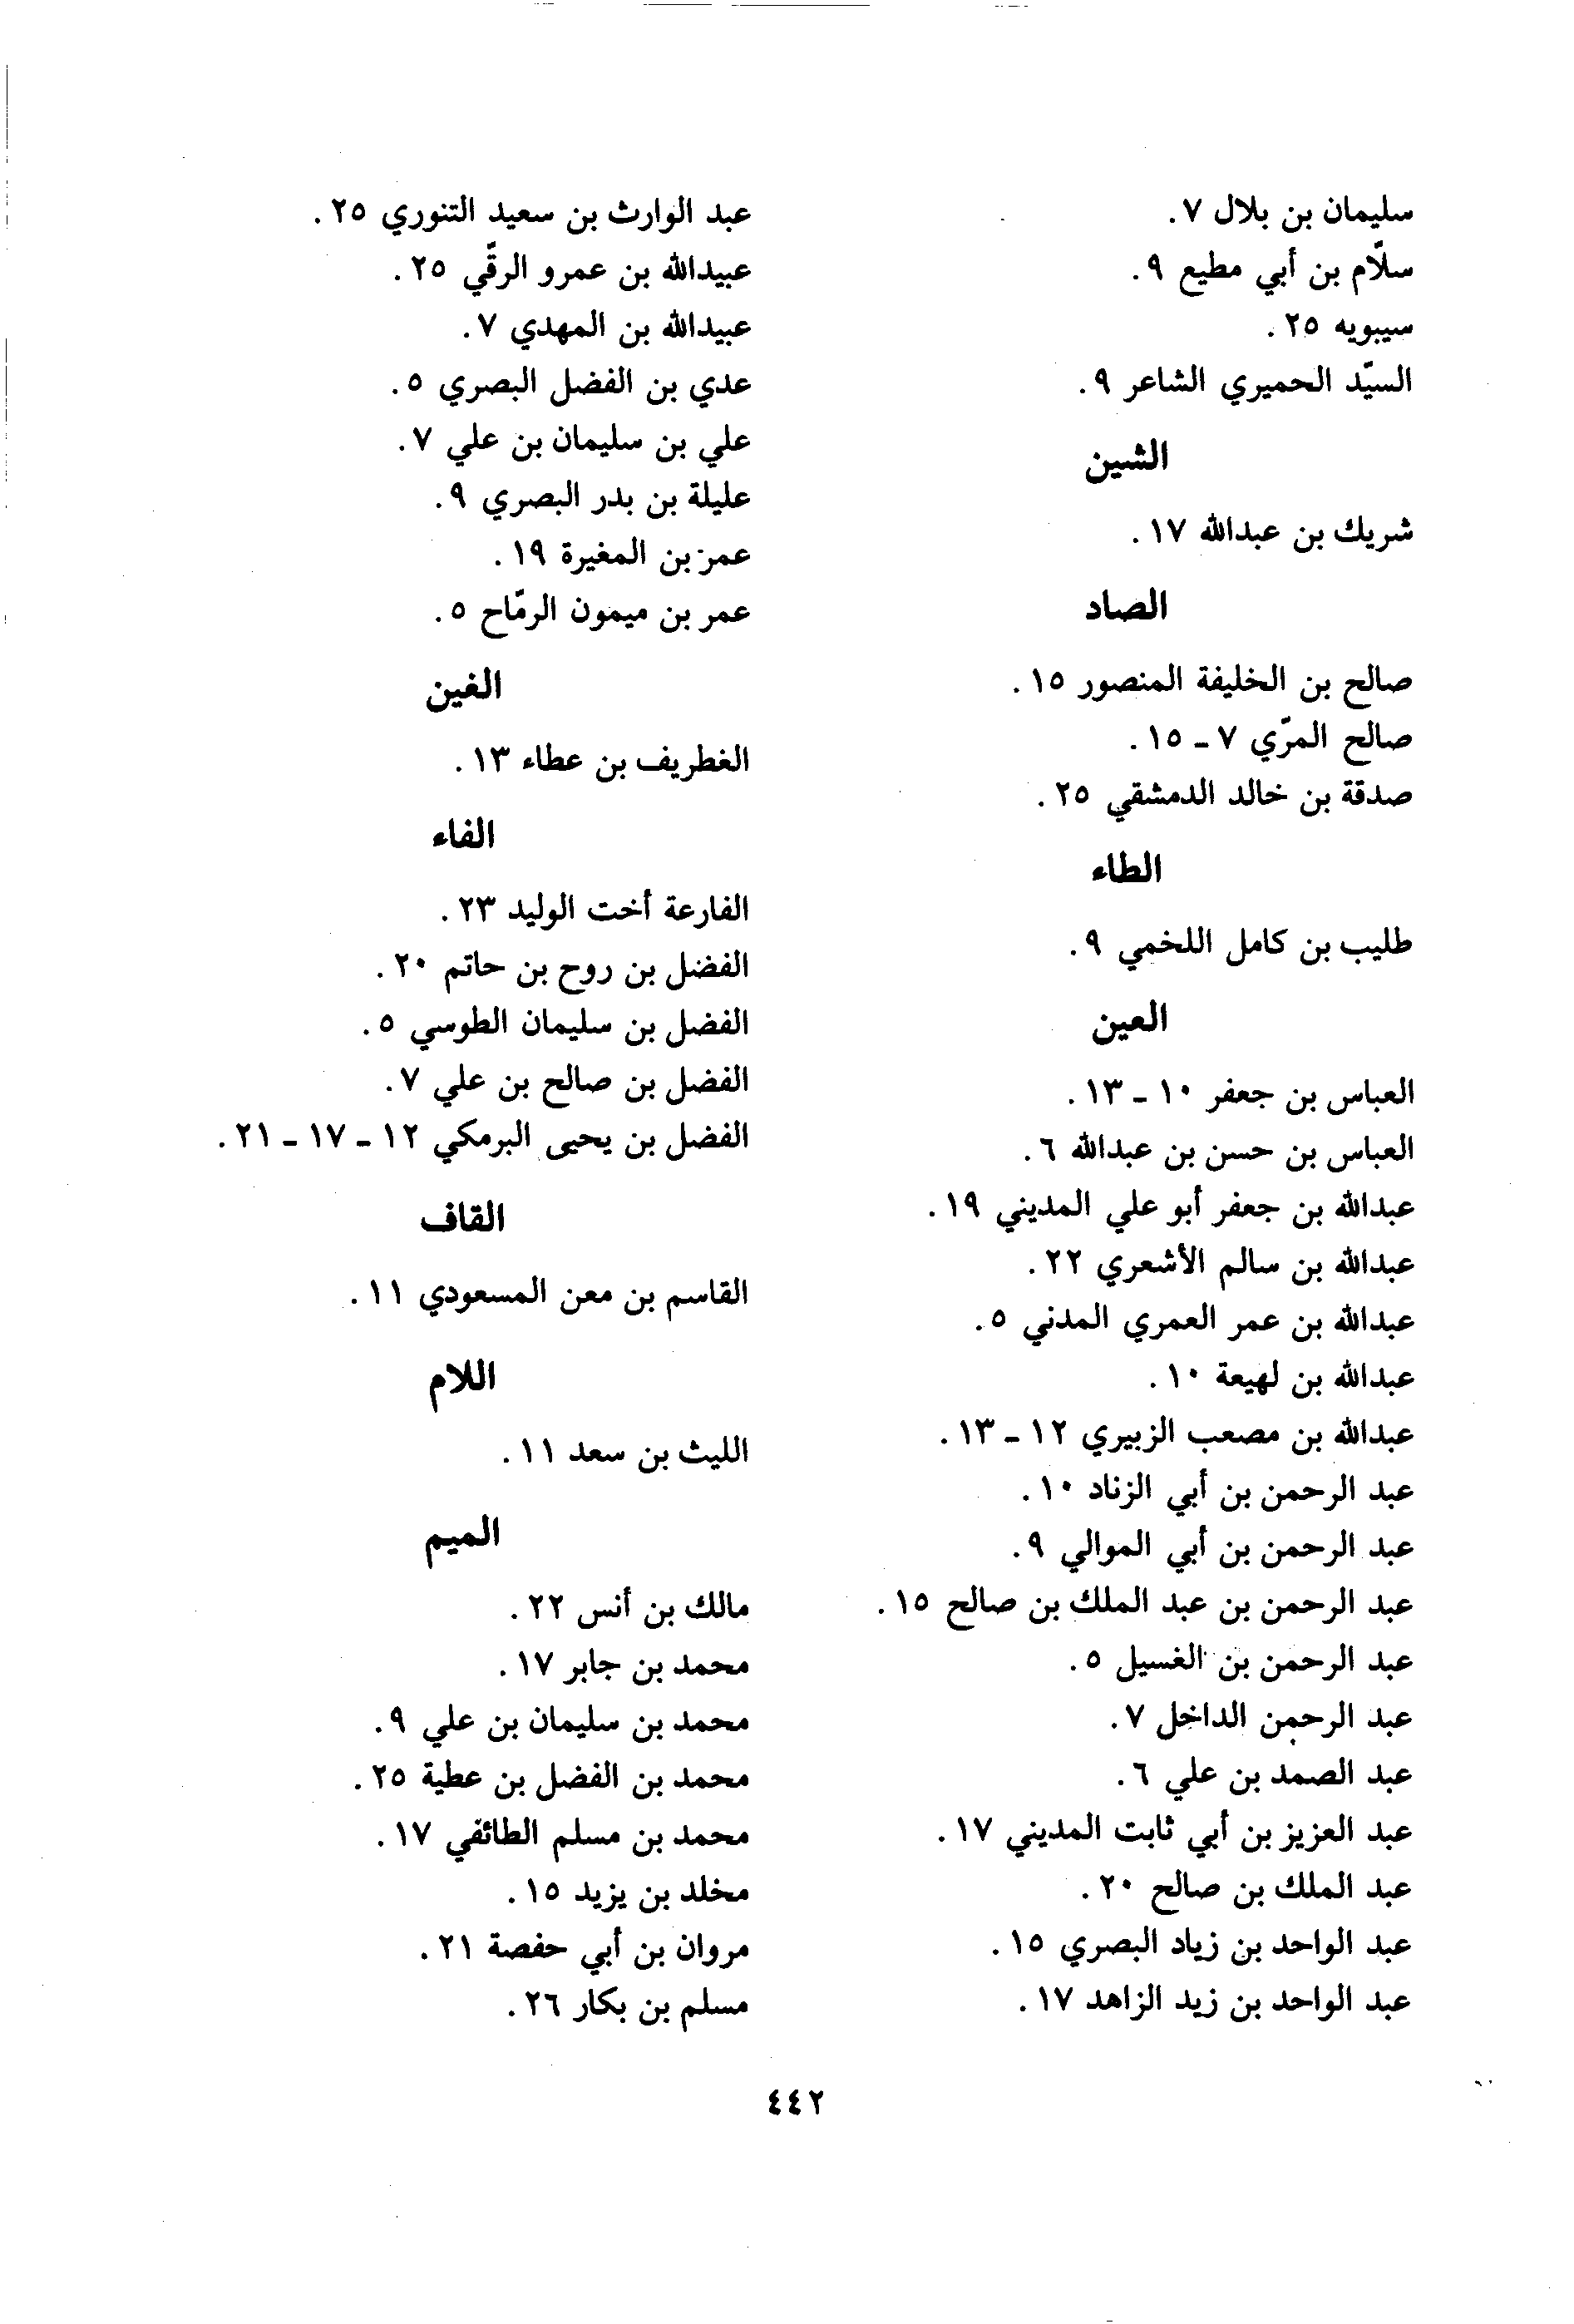 سليمان بن بلال ٧.
سلّام بن أبي مطيع ٩.
سيبويه ٢٥.
السيّد الحميري الشاعر ٩.
الشين
شريك بن عبدالله ١٧.
الصاد
صالح بن الخليفة المنصور ١٥.
صالح المرّي ٧ - ١٥.
صدقة بن خالد الدمشقي ٢٥.
الطاء
طليب بن كامل اللخمي ٩.
العين
العباس بن جعفر ١٠ - ١٣.
العباس بن حسن بن عبدالله ٦.
عبدالله بن جعفر أبو علي المديني ١٩.
عبدالله بن سالم الأشعري ٢٢.
عبدالله بن عمر العمري المدني ٥.
عبدالله بن لهيعة ١٠.
عبدالله بن مصعب الزبيري ١٢ - ١٣.
عبد الرحمن بن أبي الزناد ١٠.
عبد الرحمن بن أبي الموالي ٩.
عبد الرحمن بن عبد الملك بن صالح ١٥.
عبد الرحمن بن الغسيل ٥.
عبد الرحمن الداخل ٧.
عبد الصمد بن علي ٦.
عبد العزيز بن أبي ثابت المديني ١٧.
عبد الملك بن صالح ٢٠.
عبد الواحد بن زياد البصري ١٥.
عبد الواحد بن زيد الزاهد ١٧.
عبد الوارث بن سعيد التنوري ٢٥.
عبيدالله بن عمرو الرقّي ٢٥.
عبيدالله بن المهدي ٧.
عدي بن الفضل البصري ٥.
علي بن سليمان بن علي ٧.
عليلة بن بدر البصري ٩.
عمر بن المغيرة ١٩.
عمر بن ميمون الرمّاح ٥.
الغين
الغطريف بن عطاء ١٣.
الفاء
الفارعة أخت الوليد ٢٣.
الفضل بن روح بن حاتم ٢٠.
الفضل بن سليمان الطوسي ٥.
الفضل بن صالح بن علي ٧.
الفضل بن يحيى البرمكي ١٢ - ١٧ - ٢١.
القاف
القاسم بن معن المسعودي ١١.
اللام
الليث بن سعد ١١.
الميم
مالك بن أنس ٢٢.
محمد بن جابر ١٧.
محمد بن سليمان بن علي ٩.
محمد بن الفضل بن عطية ٢٥.
محمد بن مسلم الطائفي ١٧.
مخلد بن يزيد ١٥.
مروان بن أبي حفصة ٢١.
مسلم بن بكار ٢٦.
٤٤٢